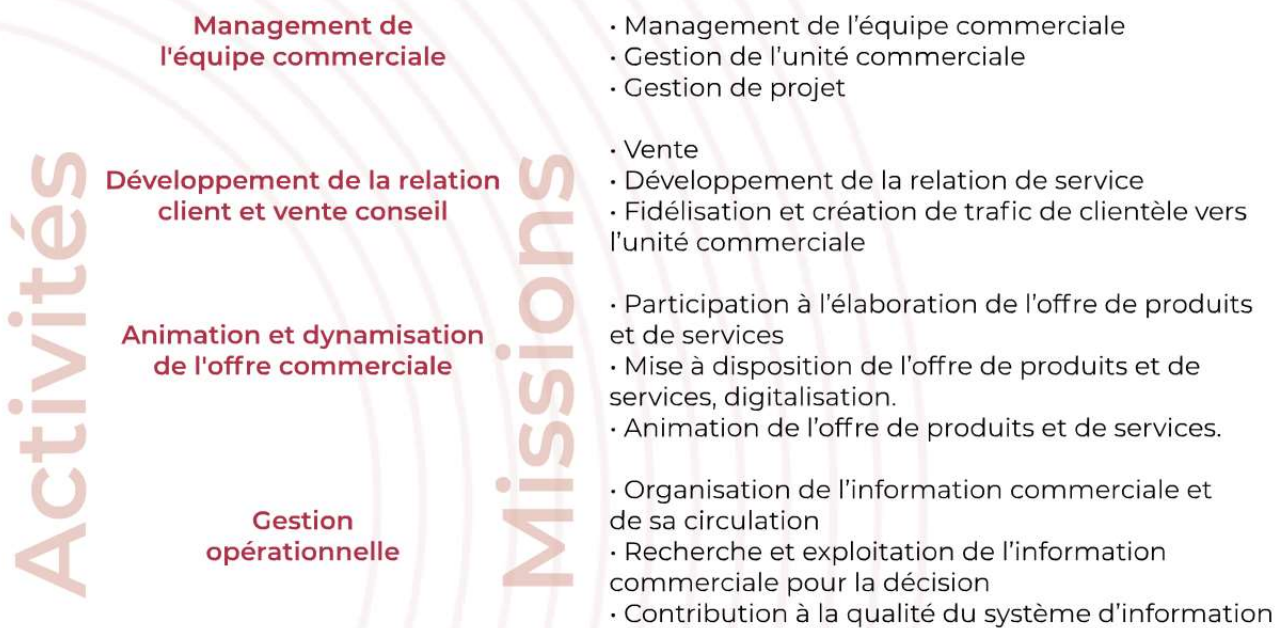 Activités
Missions
Management de
l'équipe commerciale
• Management de l’équipe commerciale
• Gestion de l’unité commerciale
• Gestion de projet
Développement de la relation
client et vente conseil
• Vente
• Développement de la relation de service
• Fidélisation et création de trafic de clientèle vers
l’unité commerciale
Animation et dynamisation
de l'offre commerciale
• Participation à l’élaboration de l’offre de produits
et de services
• Mise à disposition de l’offre de produits et de
services, digitalisation.
• Animation de l’offre de produits et de services.
Gestion
opérationnelle
• Organisation de l’information commerciale et
de sa circulation
• Recherche et exploitation de l’information
commerciale pour la décision
• Contribution à la qualité du système d’information